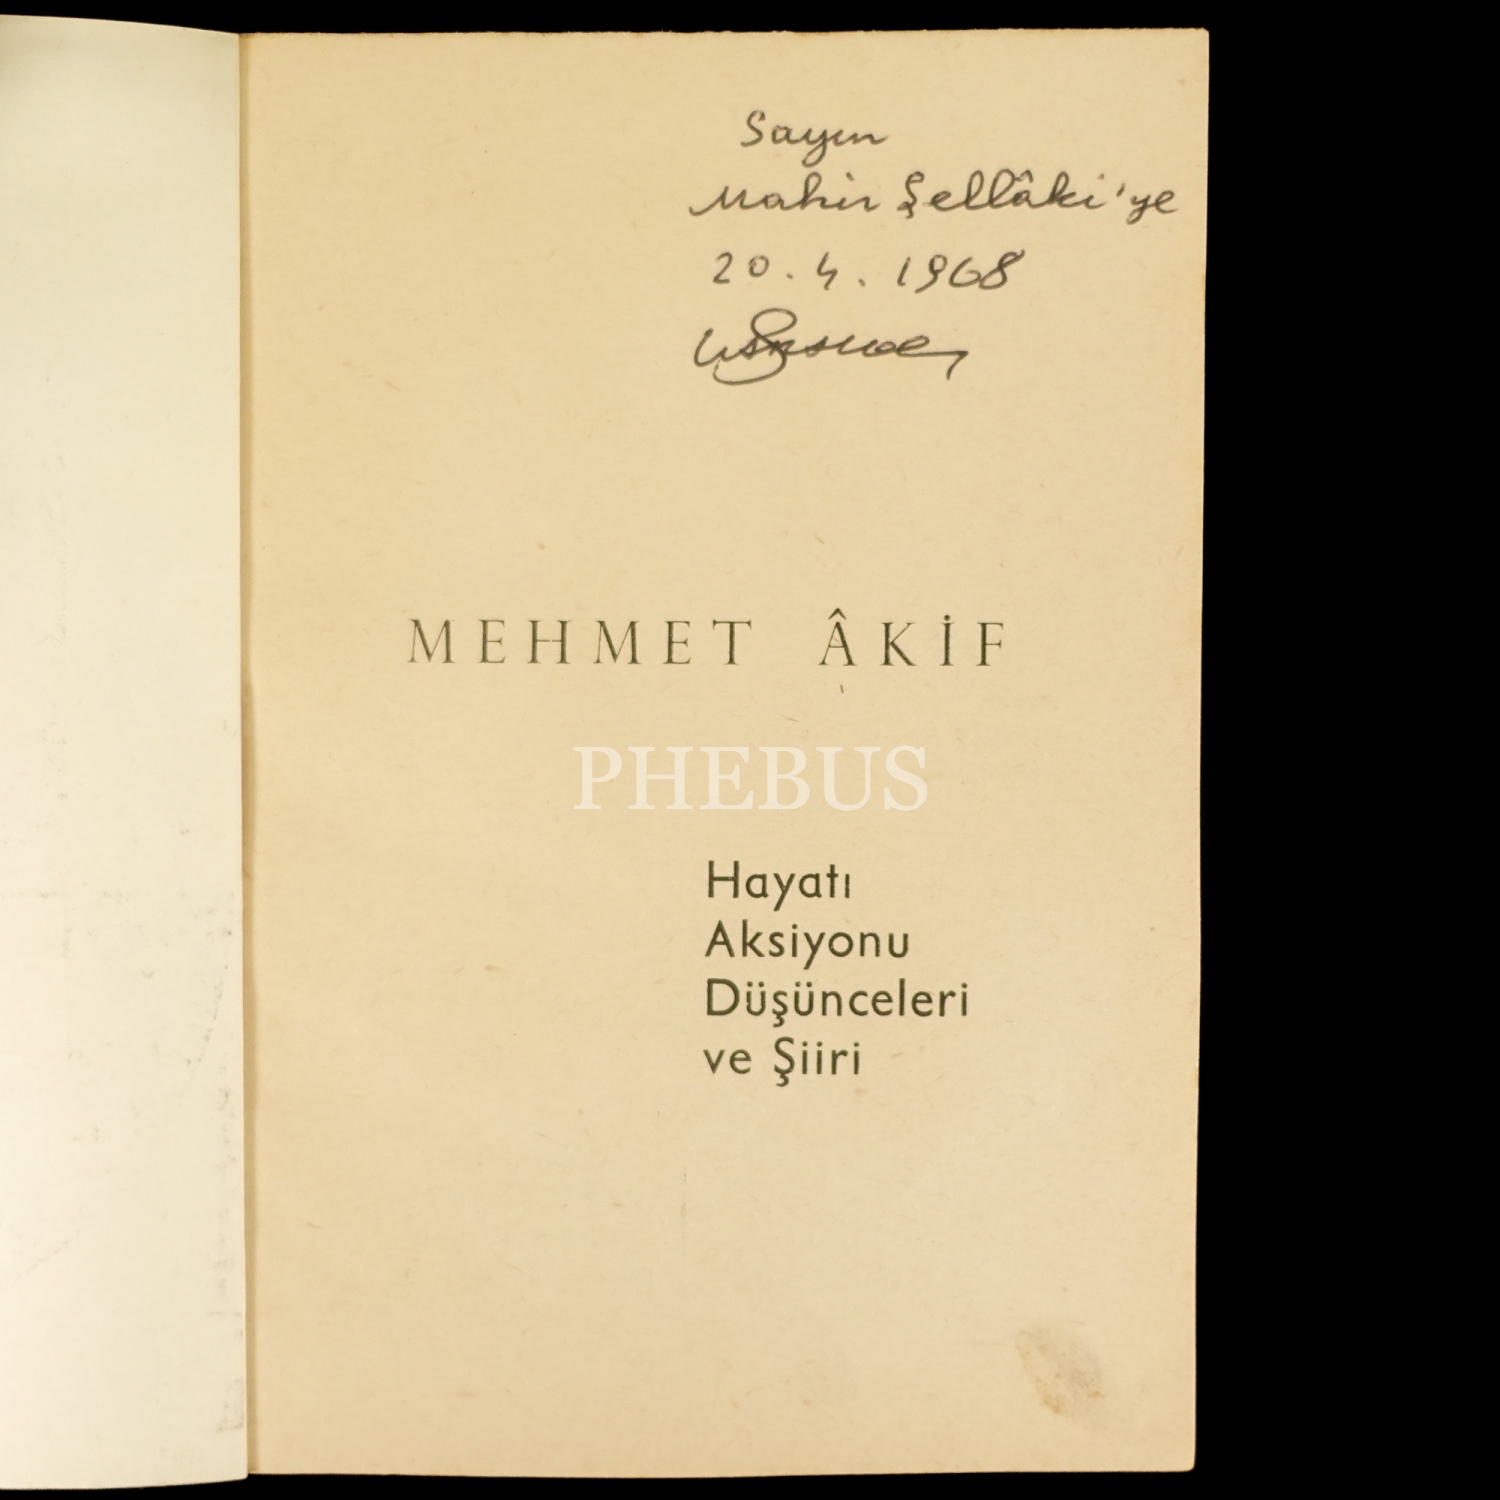 Sayın
Mahir Şellâki'ye
20.4.1968
MEHMET ÂKİF
PHEBUS
Hayatı
Aksiyonu
Düşünceleri
ve Şiiri